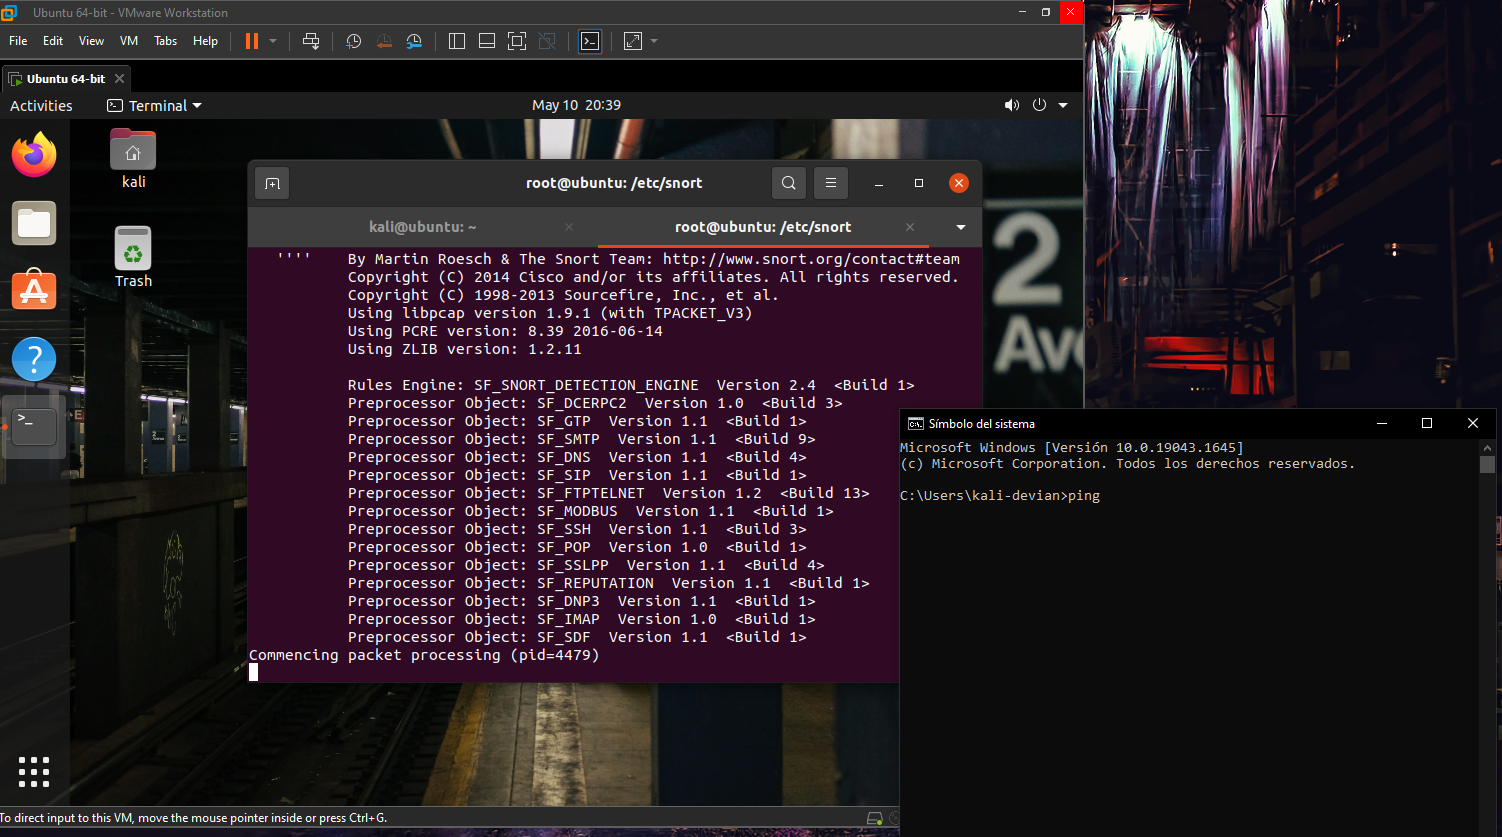 Ubuntu 64-bit - VMware Workstation
File Edit View VM Tabs Help
Ubuntu 64-bit
Activities Terminal May 10 20:39
kali
Trash
root@ubuntu: /etc/snort
kali@ubuntu: ~ root@ubuntu: /etc/snort
'''' By Martin Roesch & The Snort Team: http://www.snort.org/contact#team
Copyright (C) 2014 Cisco and/or its affiliates. All rights reserved.
Copyright (C) 1998-2013 Sourcefire, Inc., et al.
Using libpcap version 1.9.1 (with TPACKET_V3)
Using PCRE version: 8.39 2016-06-14
Using ZLIB version: 1.2.11
Rules Engine: SF_SNORT_DETECTION_ENGINE Version 2.4 <Build 1>
Preprocessor Object: SF_DCERPC2 Version 1.0 <Build 3>
Preprocessor Object: SF_GTP Version 1.1 <Build 1>
Preprocessor Object: SF_SMTP Version 1.1 <Build 9>
Preprocessor Object: SF_DNS Version 1.1 <Build 4>
Preprocessor Object: SF_SIP Version 1.1 <Build 1>
Preprocessor Object: SF_FTPTELNET Version 1.2 <Build 13>
Preprocessor Object: SF_MODBUS Version 1.1 <Build 1>
Preprocessor Object: SF_SSH Version 1.1 <Build 3>
Preprocessor Object: SF_POP Version 1.0 <Build 1>
Preprocessor Object: SF_SSLPP Version 1.1 <Build 4>
Preprocessor Object: SF_REPUTATION Version 1.1 <Build 1>
Preprocessor Object: SF_DNP3 Version 1.1 <Build 1>
Preprocessor Object: SF_IMAP Version 1.0 <Build 1>
Preprocessor Object: SF_SDF Version 1.1 <Build 1>
Commencing packet processing (pid=4479)
2
Av
Símbolo del sistema
Microsoft Windows [Versión 10.0.19043.1645]
(c) Microsoft Corporation. Todos los derechos reservados.
C:\Users\kali-devian>ping
To direct input to this VM, move the mouse pointer inside or press Ctrl+G.